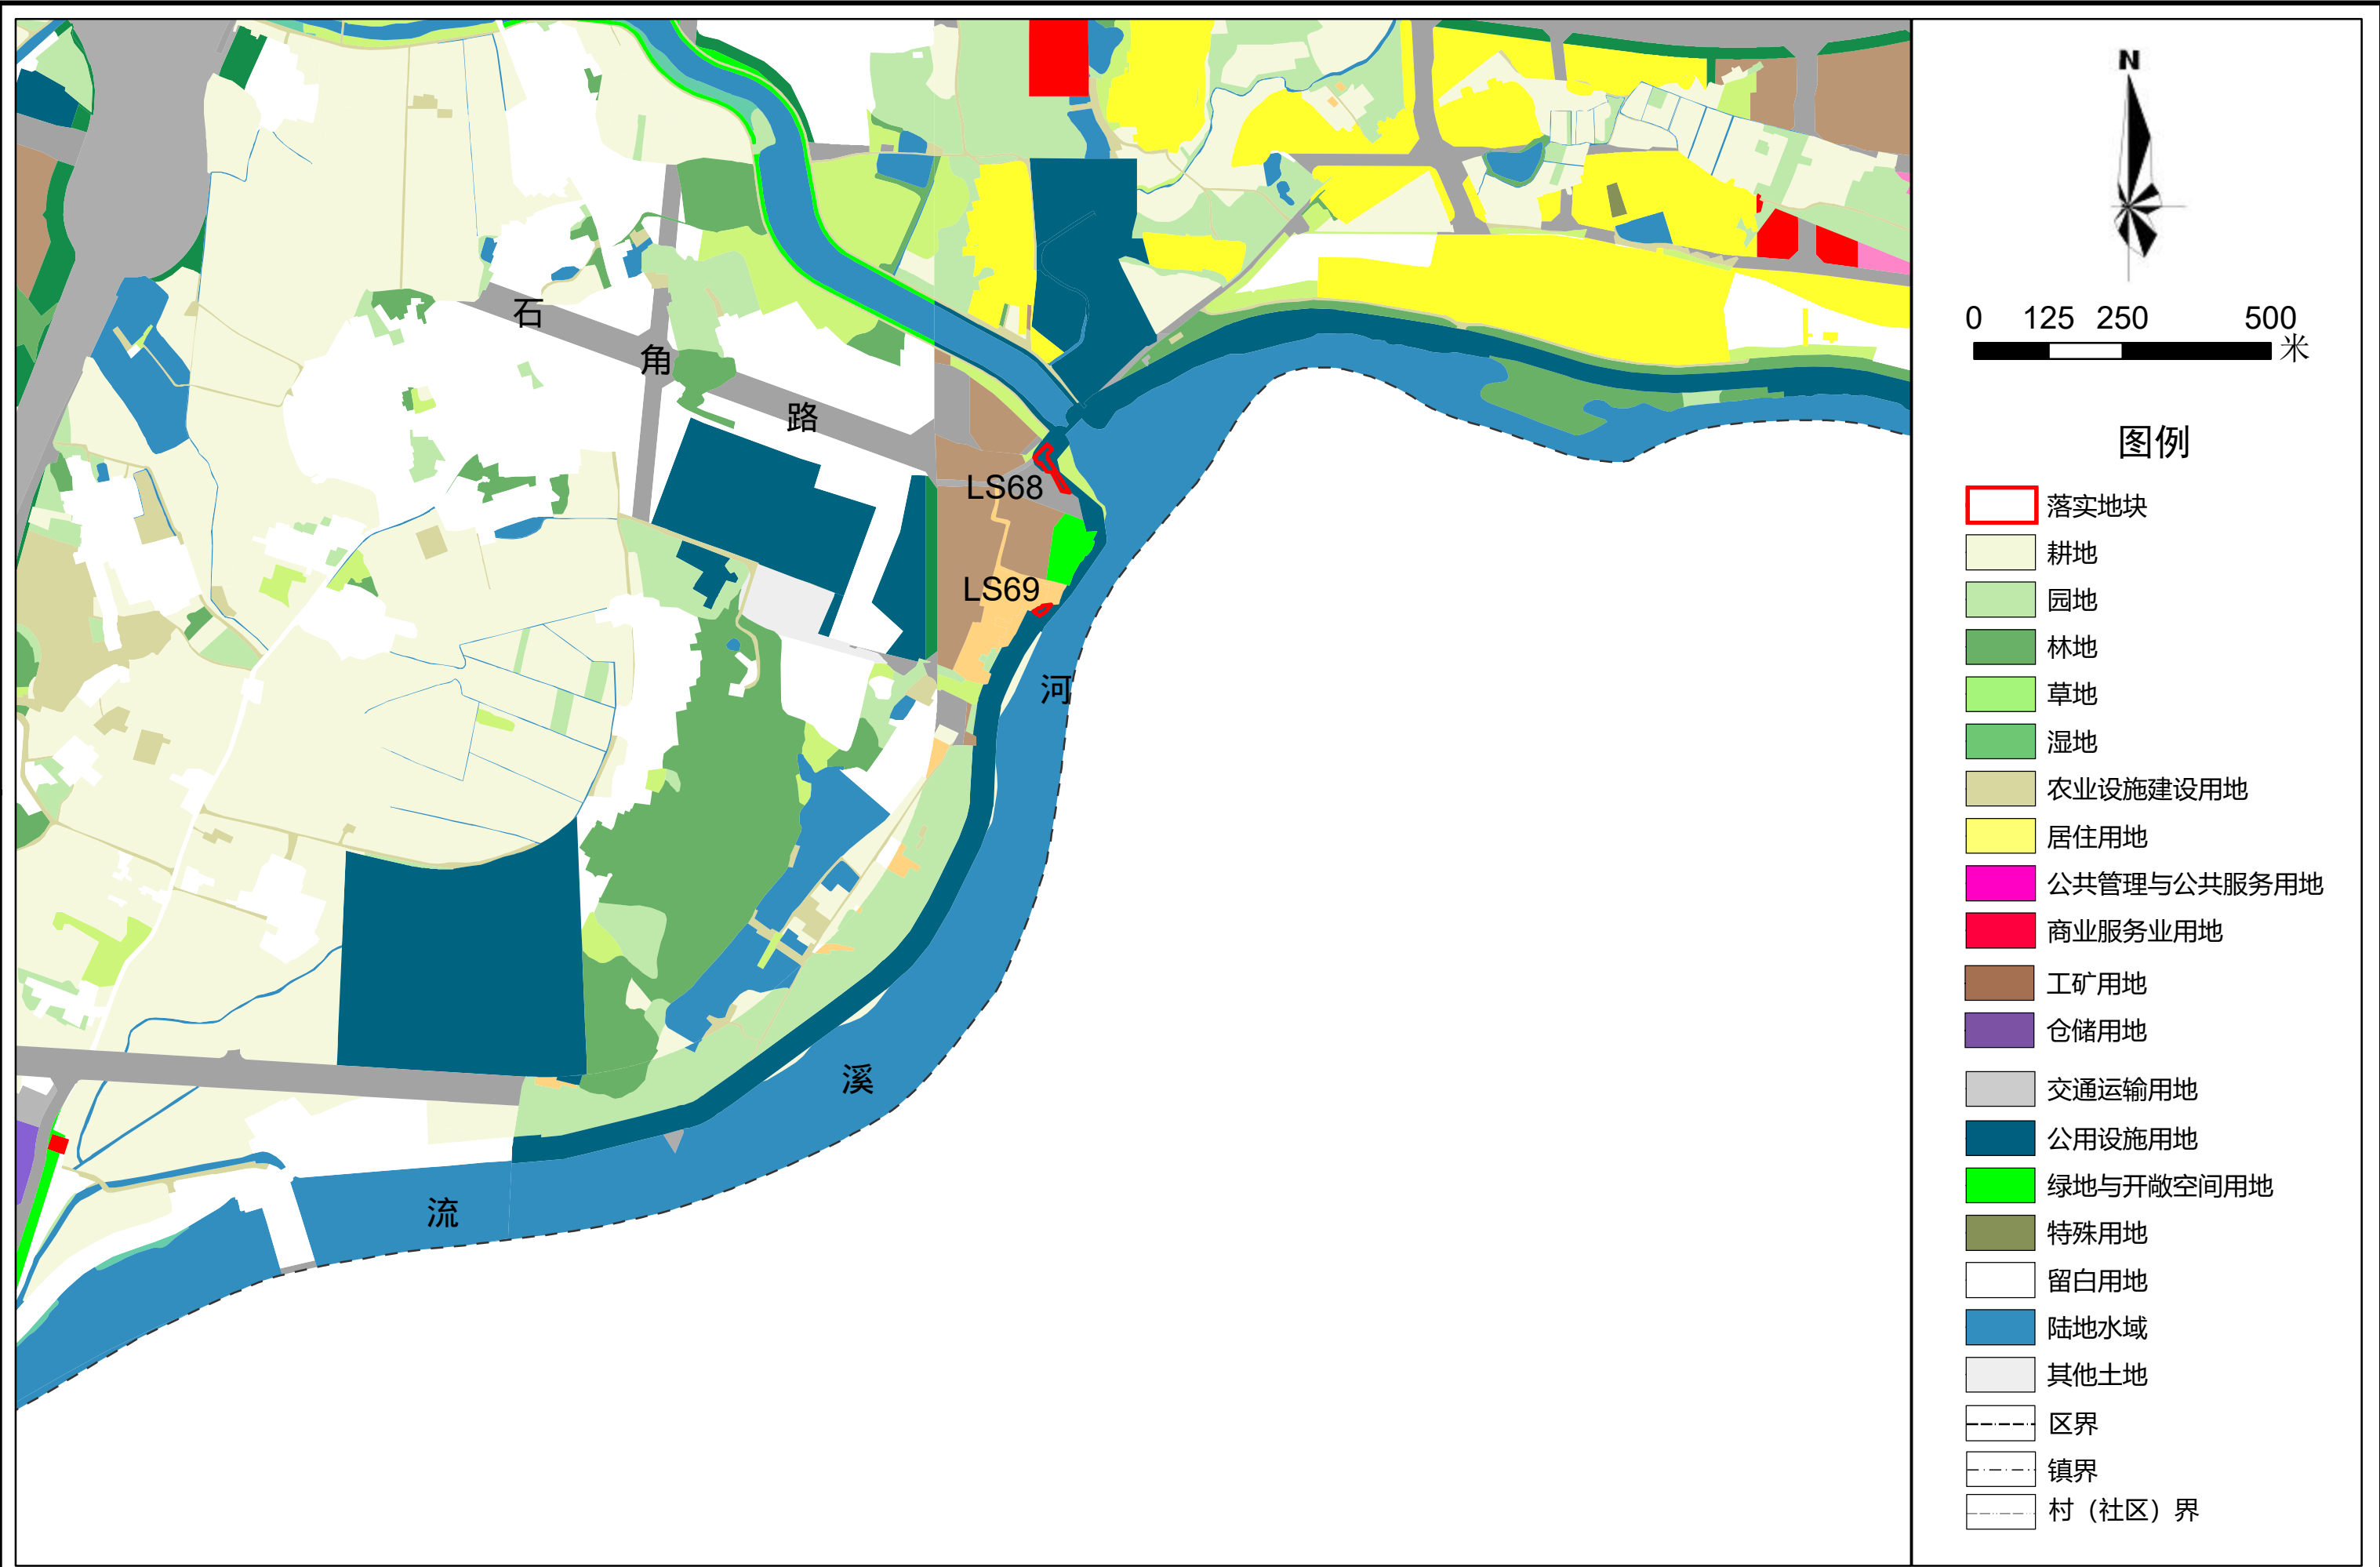 石
角
路
LS68
LS69
河
溪
流
N
0 125 250 500
米
图例
落实地块
耕地
园地
林地
草地
湿地
农业设施建设用地
居住用地
公共管理与公共服务用地
商业服务业用地
工矿用地
仓储用地
交通运输用地
公用设施用地
绿地与开敞空间用地
特殊用地
留白用地
陆地水域
其他土地
区界
镇界
村（社区）界